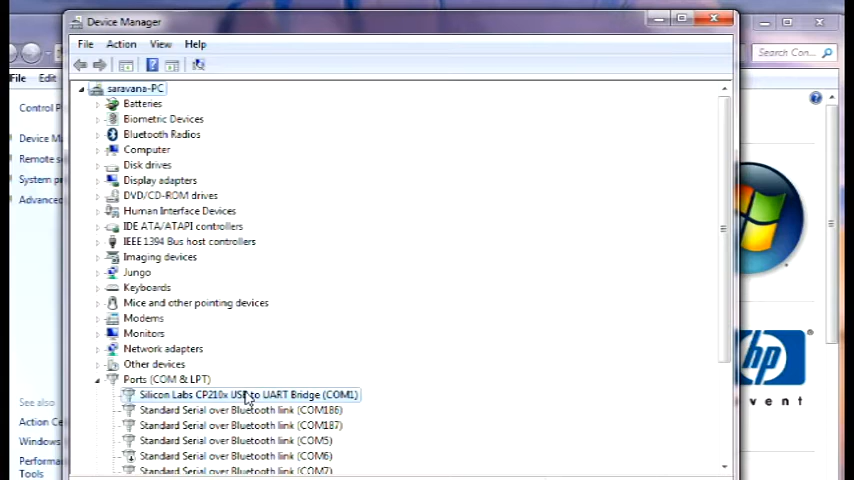 Device Manager
File Action View Help
saravana-PC
Batteries
Biometric Devices
Bluetooth Radios
Computer
Disk drives
Display adapters
DVD/CD-ROM drives
Human Interface Devices
IDE ATA/ATAPI controllers
IEEE 1394 Bus host controllers
Imaging devices
Jungo
Keyboards
Mice and other pointing devices
Modems
Monitors
Network adapters
Other devices
Ports (COM & LPT)
Silicon Labs CP210x USB to UART Bridge (COM1)
Standard Serial over Bluetooth link (COM186)
Standard Serial over Bluetooth link (COM187)
Standard Serial over Bluetooth link (COM5)
Standard Serial over Bluetooth link (COM6)
Standard Serial over Bluetooth link (COM7)
File Edit
Control P
Device M
Remote s
System p
Advance
See also
Action Ce
Windows
Performa
Tools
Search Con...
hp
invent